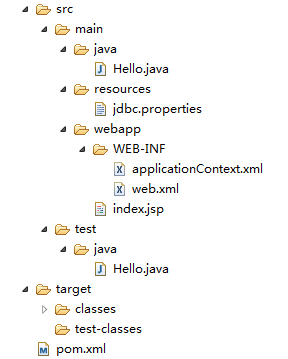 src
main
java
Hello.java
resources
jdbc.properties
webapp
WEB-INF
applicationContext.xml
web.xml
index.jsp
test
java
Hello.java
target
classes
test-classes
pom.xml